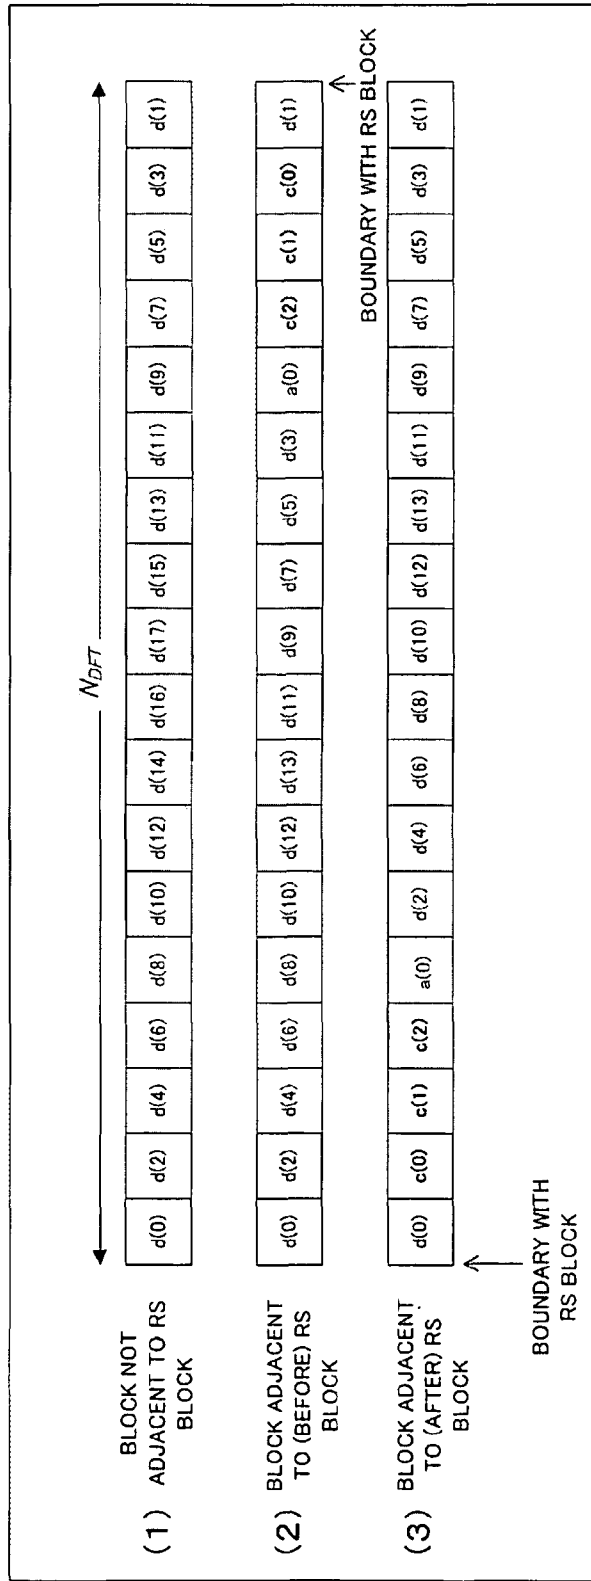 N_DFT
(1) BLOCK NOT
ADJACENT TO RS
BLOCK
d(0) d(2) d(4) d(6) d(8) d(10) d(12) d(14) d(16) d(17) d(15) d(13) d(11) d(9) d(7) d(5) d(3) d(1)
(2) BLOCK ADJACENT
TO (BEFORE) RS
BLOCK
d(0) d(2) d(4) d(6) d(8) d(10) d(12) d(13) d(11) d(9) d(7) d(5) d(3) a(0) c(2) c(1) c(0) d(1)
BOUNDARY WITH RS BLOCK
(3) BLOCK ADJACENT
TO (AFTER) RS
BLOCK
d(0) c(0) c(1) c(2) a(0) d(2) d(4) d(6) d(8) d(10) d(12) d(13) d(11) d(9) d(7) d(5) d(3) d(1)
BOUNDARY WITH
RS BLOCK